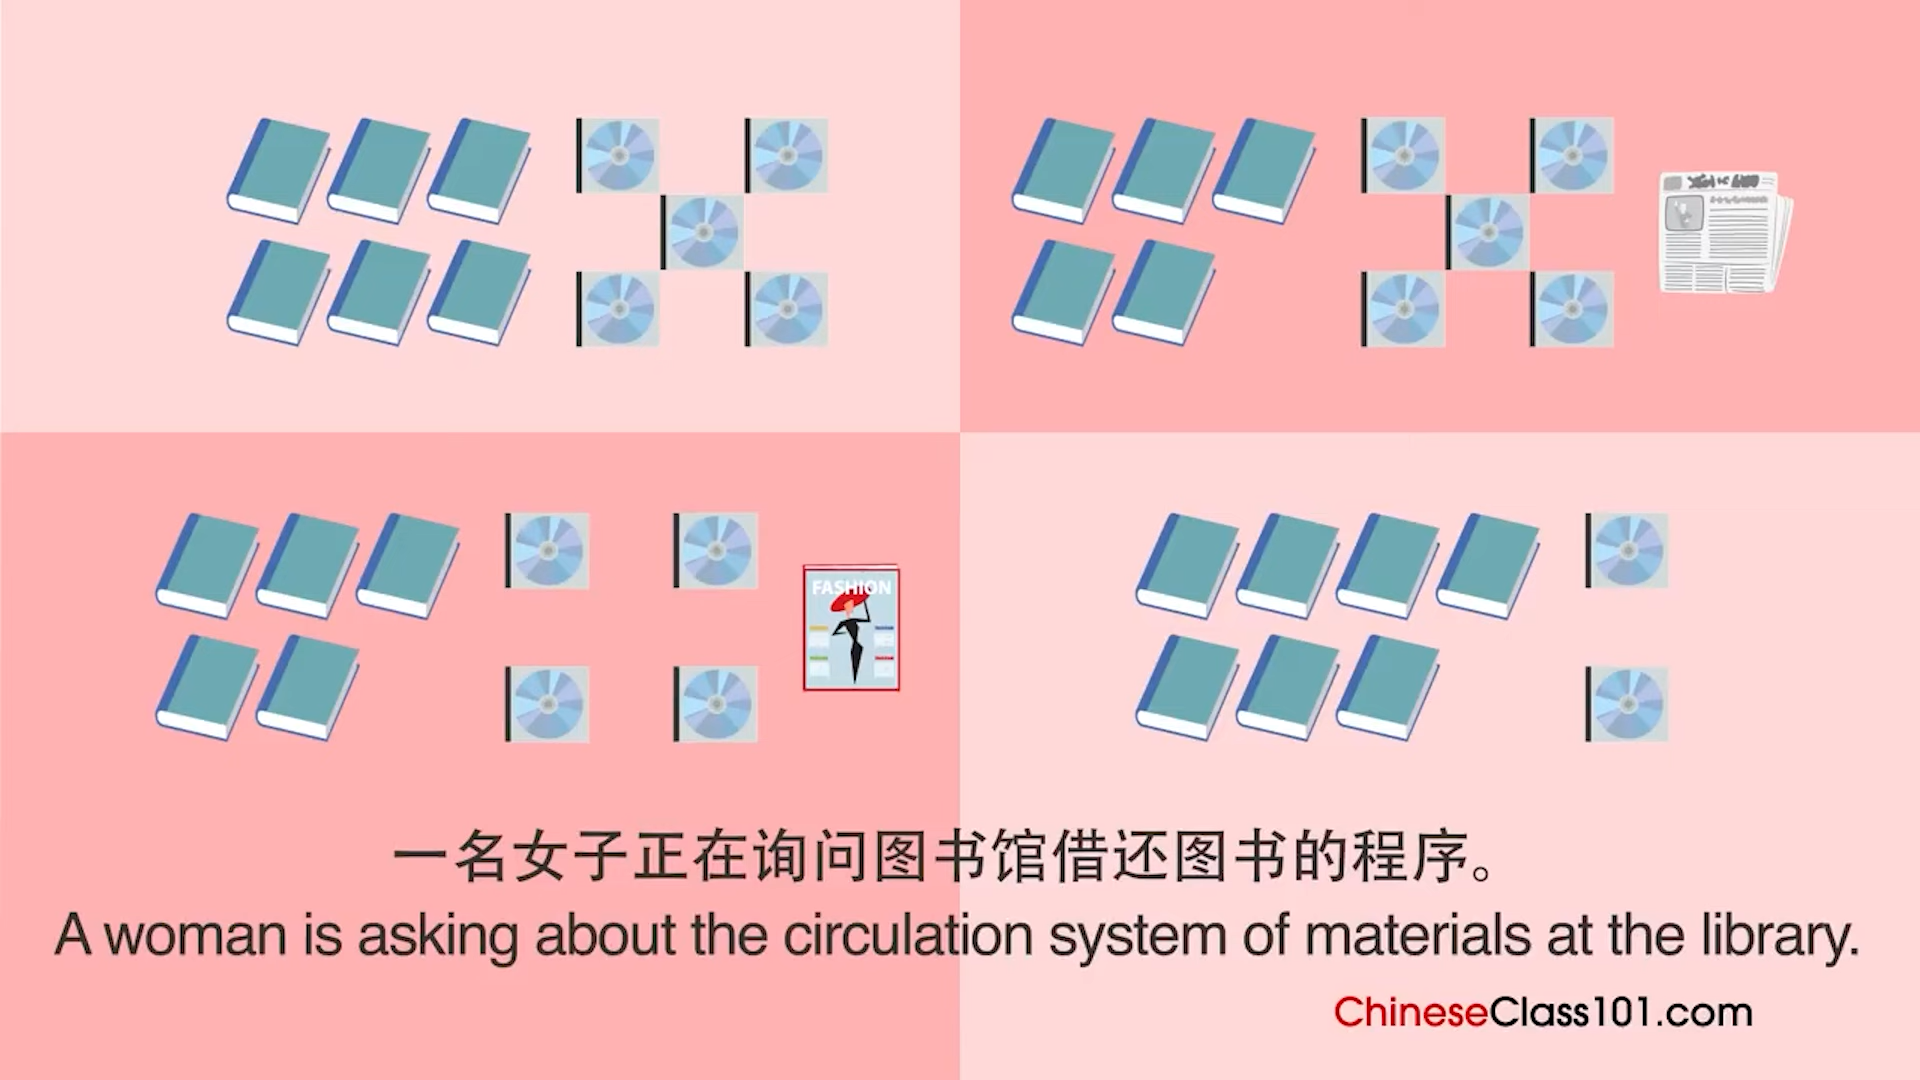 FASHION
一名女子正在询问图书馆借还图书的程序。
A woman is asking about the circulation system of materials at the library.
ChineseClass101.com